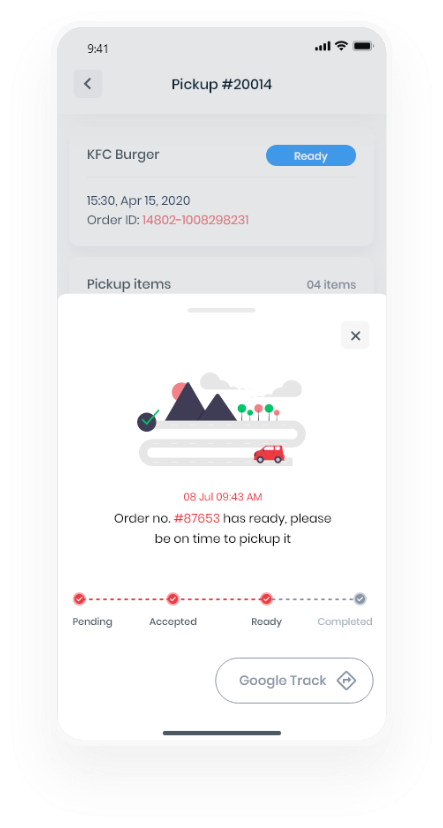 9:41
Pickup #20014
KFC Burger
Ready
15:30, Apr 15, 2020
Order ID: 14802-1008298231
Pickup items
04 items
08 Jul 09:43 AM
Order no. #87653 has ready, please
be on time to pickup it
Pending
Accepted
Ready
Completed
Google Track